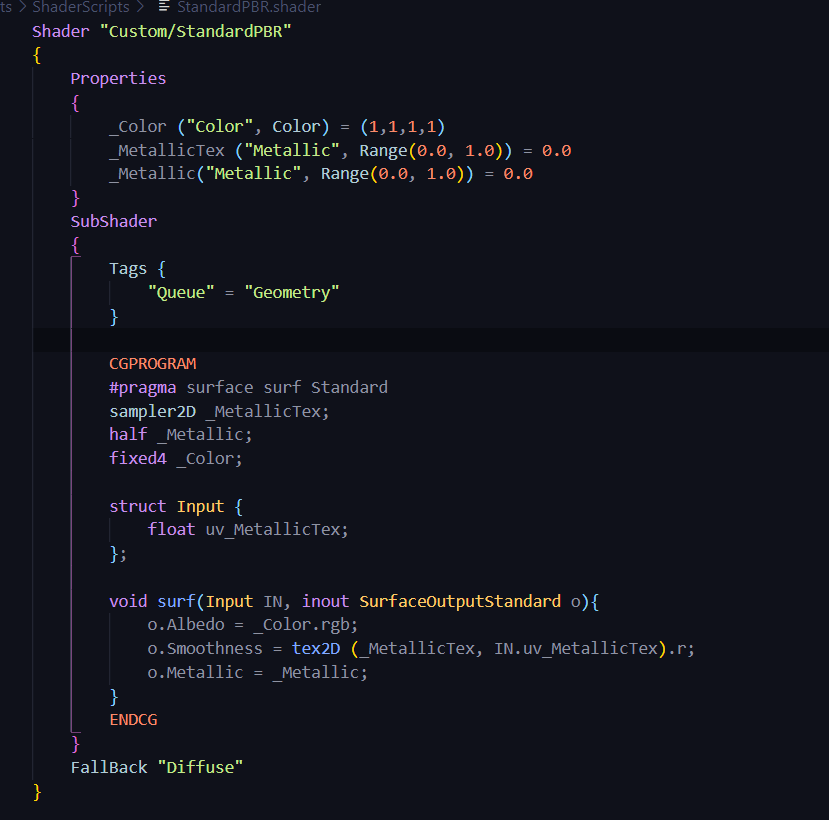 ts > ShaderScripts > StandardPBR.shader
Shader "Custom/StandardPBR"
{
Properties
{
_Color ("Color", Color) = (1,1,1,1)
_MetallicTex ("Metallic", Range(0.0, 1.0)) = 0.0
_Metallic("Metallic", Range(0.0, 1.0)) = 0.0
}
SubShader
{
Tags {
"Queue" = "Geometry"
}
CGPROGRAM
#pragma surface surf Standard
sampler2D _MetallicTex;
half _Metallic;
fixed4 _Color;
struct Input {
float uv_MetallicTex;
};
void surf(Input IN, inout SurfaceOutputStandard o){
o.Albedo = _Color.rgb;
o.Smoothness = tex2D (_MetallicTex, IN.uv_MetallicTex).r;
o.Metallic = _Metallic;
}
ENDCG
}
FallBack "Diffuse"
}